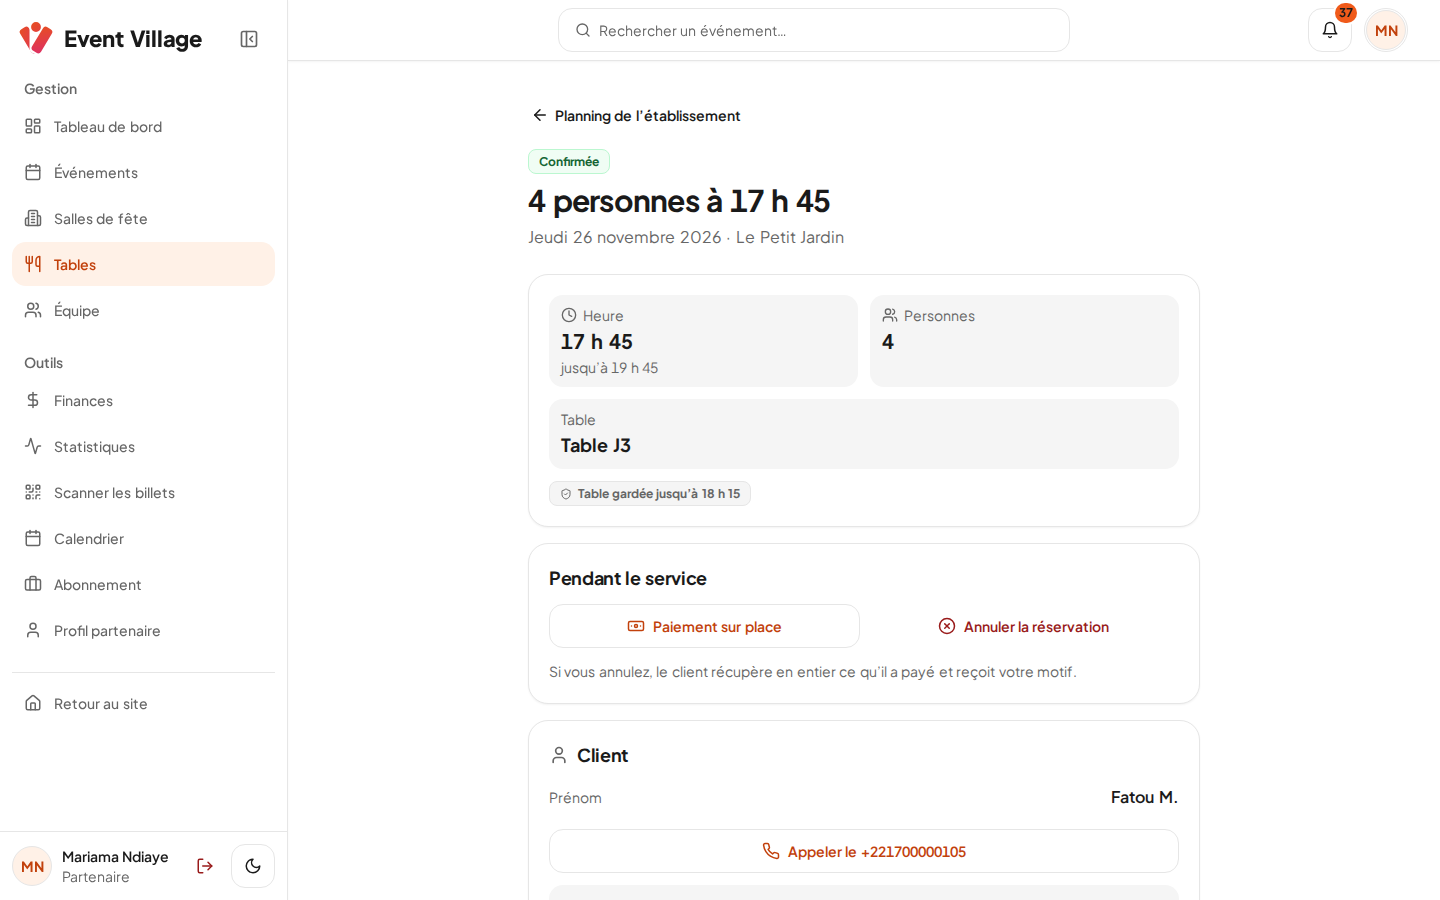 Event Village
Rechercher un événement...
37
MN
Gestion
Tableau de bord
Événements
Salles de fête
Tables
Équipe
Outils
Finances
Statistiques
Scanner les billets
Calendrier
Abonnement
Profil partenaire
Retour au site
MN
Mariama Ndiaye
Partenaire
Planning de l'établissement
Confirmée
4 personnes à 17 h 45
Jeudi 26 novembre 2026 · Le Petit Jardin
Heure
17 h 45
jusqu'à 19 h 45
Personnes
4
Table
Table J3
Table gardée jusqu'à 18 h 15
Pendant le service
Paiement sur place
Annuler la réservation
Si vous annulez, le client récupère en entier ce qu'il a payé et reçoit votre motif.
Client
Prénom
Fatou M.
Appeler le +221700000105